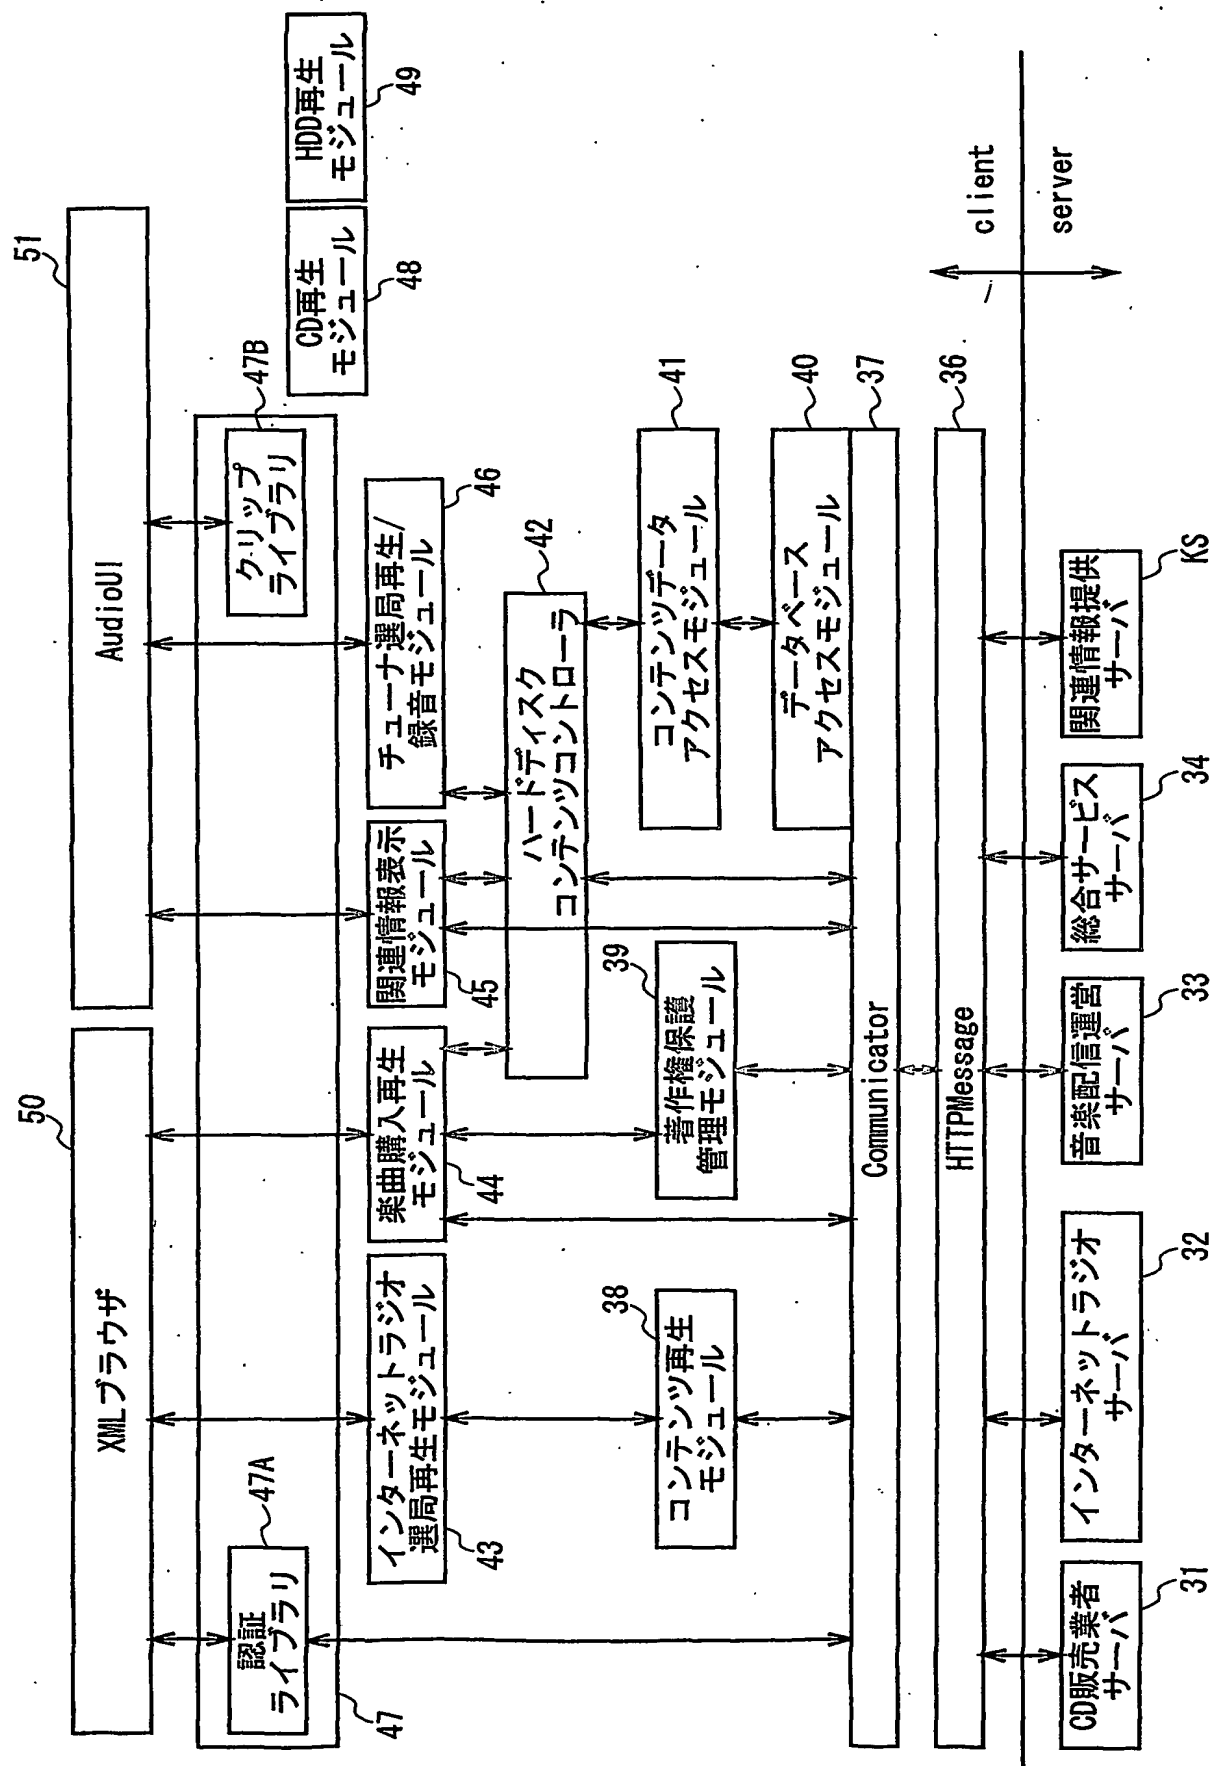 50
51
XMLブラウザ
AudioUI
47A
認証
ライブラリ
47
クリップ
ライブラリ
47B
CD再生
モジュール
48
HDD再生
モジュール
49
インターネットラジオ
選局再生モジュール
43
楽曲購入再生
モジュール
44
関連情報表示
モジュール
45
チューナ選局再生/
録音モジュール
46
ハードディスク
コンテンツコントローラ
42
コンテンツ再生
モジュール
38
著作権保護
管理モジュール
39
コンテンツデータ
アクセスモジュール
41
データベース
アクセスモジュール
40
Communicator
37
HTTPMessage
36
client
server
CD販売業者
サーバ
31
インターネットラジオ
サーバ
32
音楽配信運営
サーバ
33
総合サービス
サーバ
34
関連情報提供
サーバ
KS